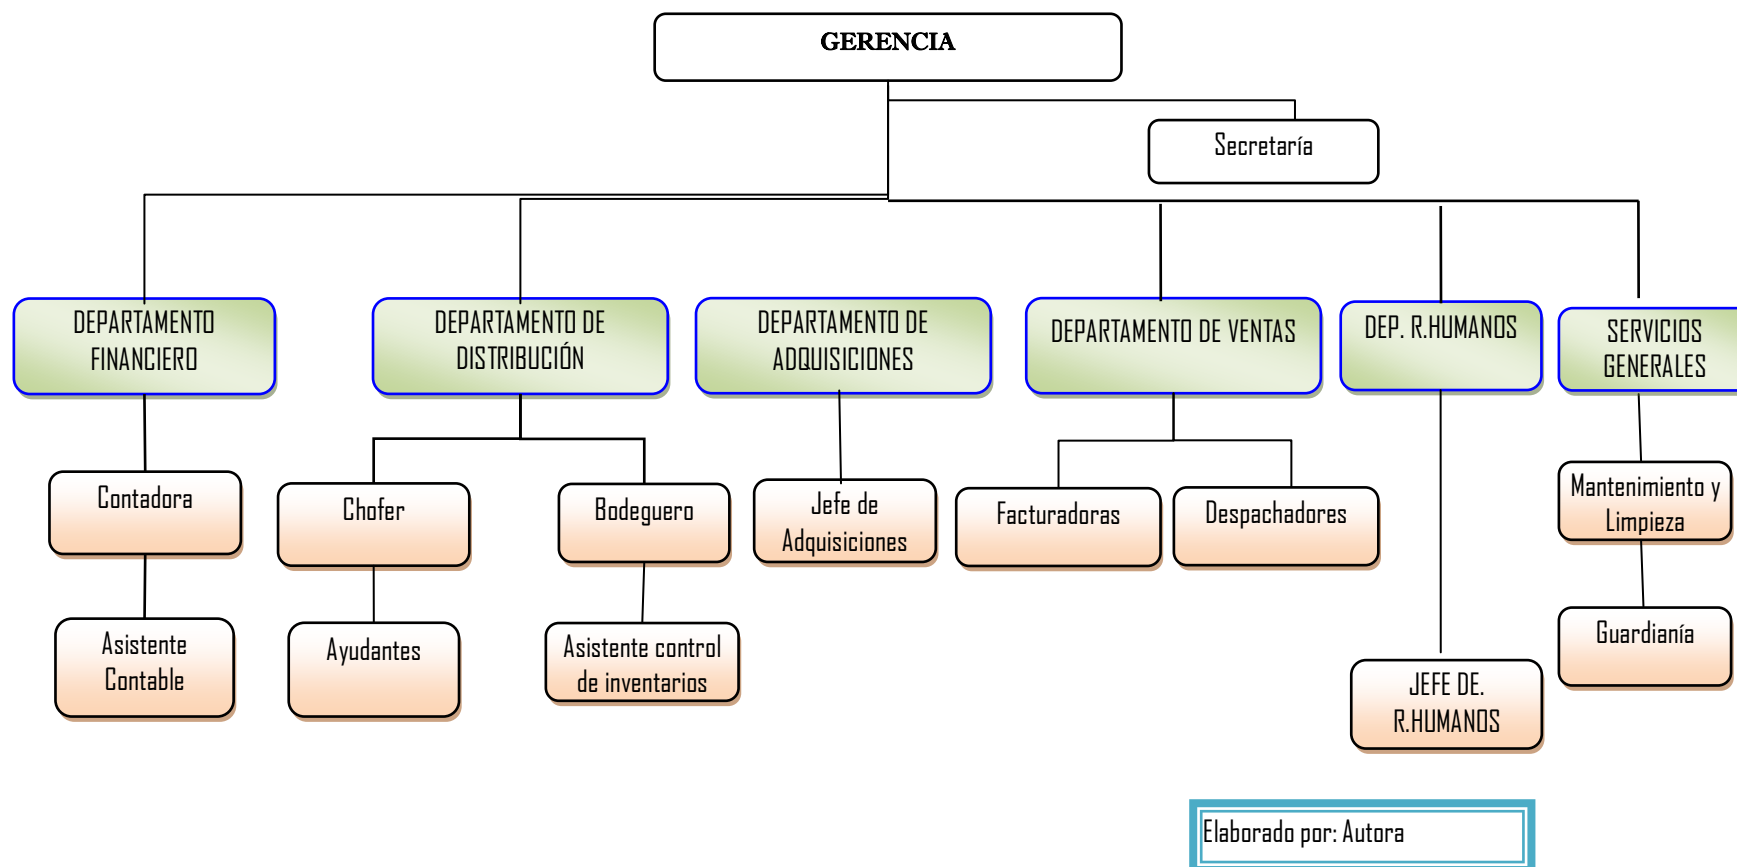 GERENCIA
Secretaría
DEPARTAMENTO
FINANCIERO
DEPARTAMENTO DE
DISTRIBUCIÓN
DEPARTAMENTO DE
ADQUISICIONES
DEPARTAMENTO DE VENTAS
DEP. R.HUMANOS
SERVICIOS
GENERALES
Contadora
Chofer
Bodeguero
Jefe de
Adquisiciones
Facturadoras
Despachadores
Mantenimiento y
Limpieza
Asistente
Contable
Ayudantes
Asistente control
de inventarios
Guardianía
JEFE DE.
R.HUMANOS
Elaborado por: Autora